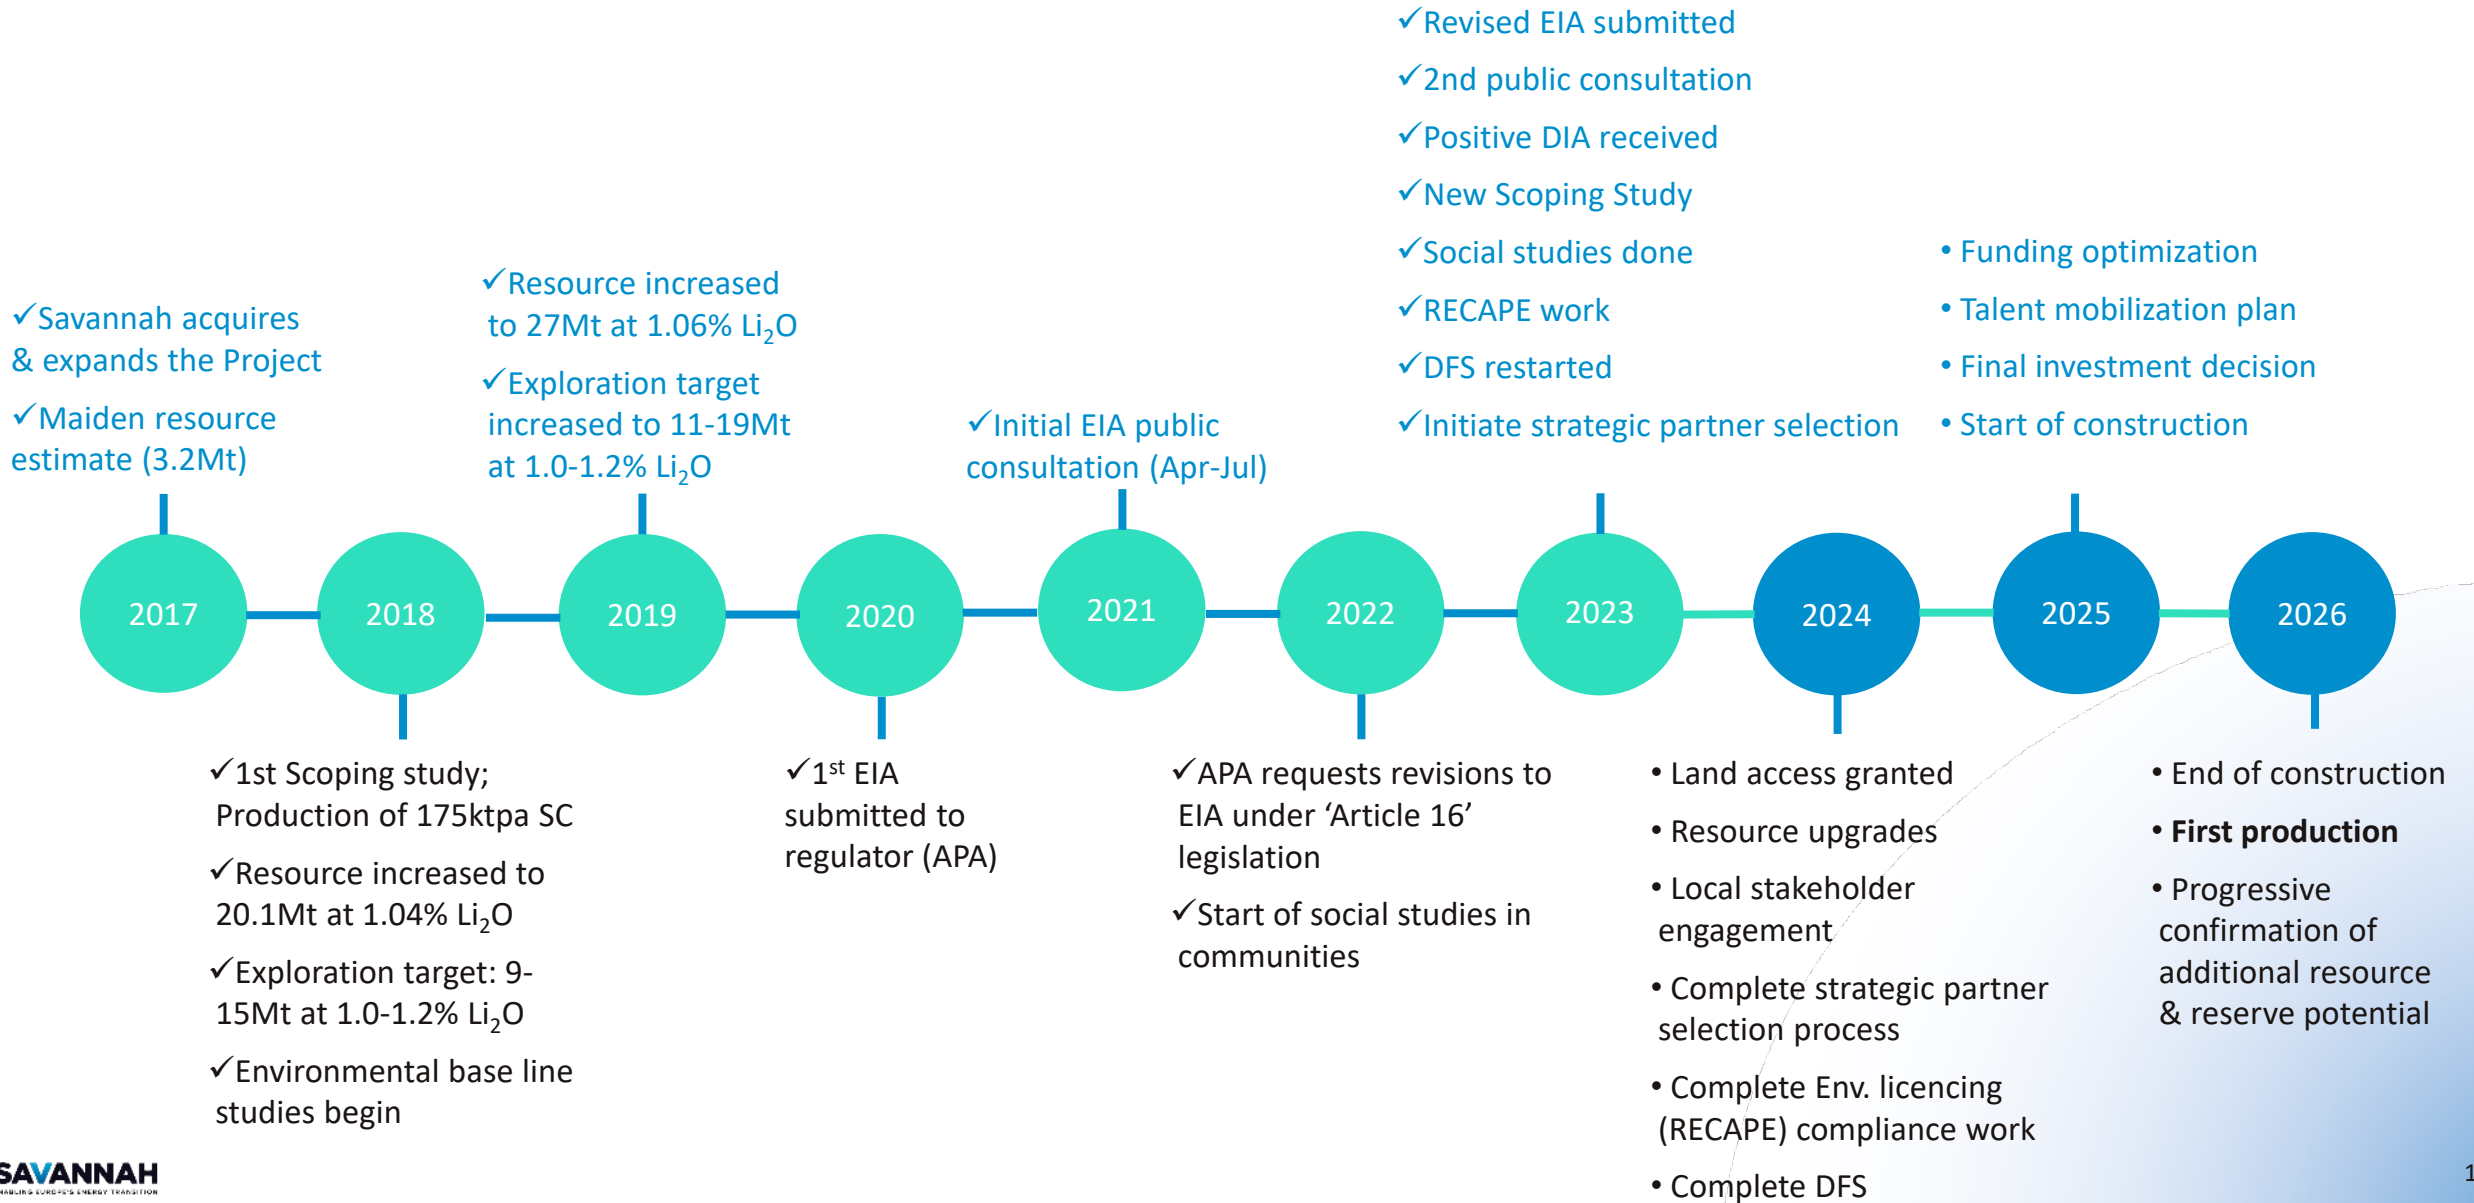 ✓Revised EIA submitted
✓2nd public consultation
✓Positive DIA received
✓New Scoping Study
✓Social studies done
✓RECAPE work
✓DFS restarted
✓Initiate strategic partner selection
• Funding optimization
• Talent mobilization plan
• Final investment decision
• Start of construction
✓Savannah acquires
& expands the Project
✓Maiden resource
estimate (3.2Mt)
✓Resource increased
to 27Mt at 1.06% Li₂O
✓Exploration target
increased to 11-19Mt
at 1.0-1.2% Li₂O
✓Initial EIA public
consultation (Apr-Jul)
2017
2018
2019
2020
2021
2022
2023
2024
2025
2026
✓1st Scoping study;
Production of 175ktpa SC
✓Resource increased to
20.1Mt at 1.04% Li₂O
✓Exploration target: 9-
15Mt at 1.0-1.2% Li₂O
✓Environmental base line
studies begin
✓1st EIA
submitted to
regulator (APA)
✓APA requests revisions to
EIA under ‘Article 16’
legislation
✓Start of social studies in
communities
• Land access granted
• Resource upgrades
• Local stakeholder
engagement
• Complete strategic partner
selection process
• Complete Env. licencing
(RECAPE) compliance work
• Complete DFS
• End of construction
• First production
• Progressive
confirmation of
additional resource
& reserve potential
SAVANNAH
ENABLING EUROPE'S ENERGY TRANSITION
1